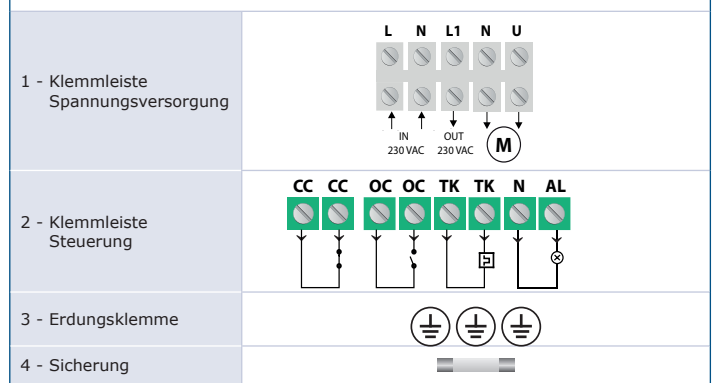 L N L1 N U
1 - Klemmleiste
Spannungsversorgung
IN OUT
230 VAC 230 VAC M
CC CC OC OC TK TK N AL
2 - Klemmleiste
Steuerung
3 - Erdungsklemme
4 - Sicherung